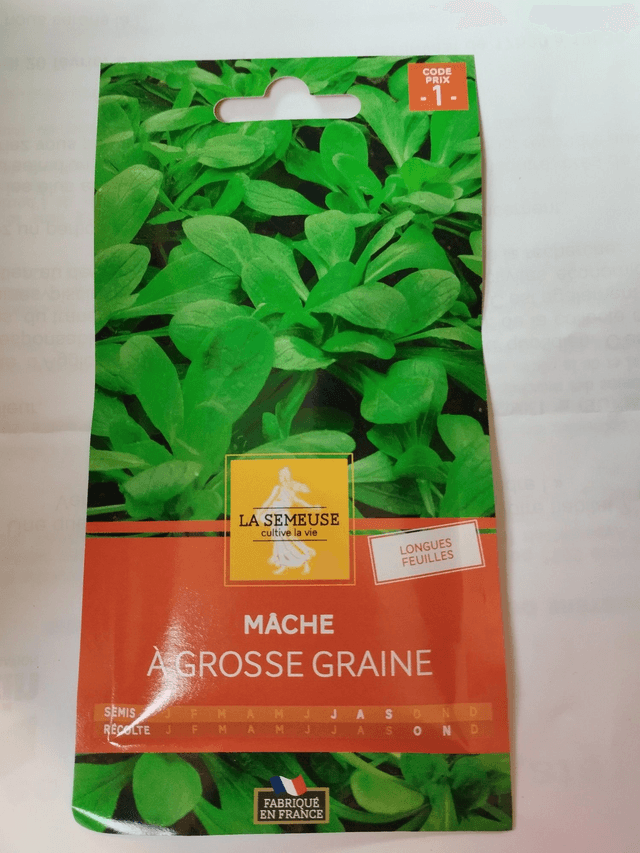 CODE
PRIX
- 1 -
LA SEMEUSE
cultive la vie
LONGUES
FEUILLES
MÂCHE
À GROSSE GRAINE
SEMIS J F M A M J J A S O N D
RÉCOLTE J F M A M J J A S O N D
FABRIQUÉ
EN FRANCE